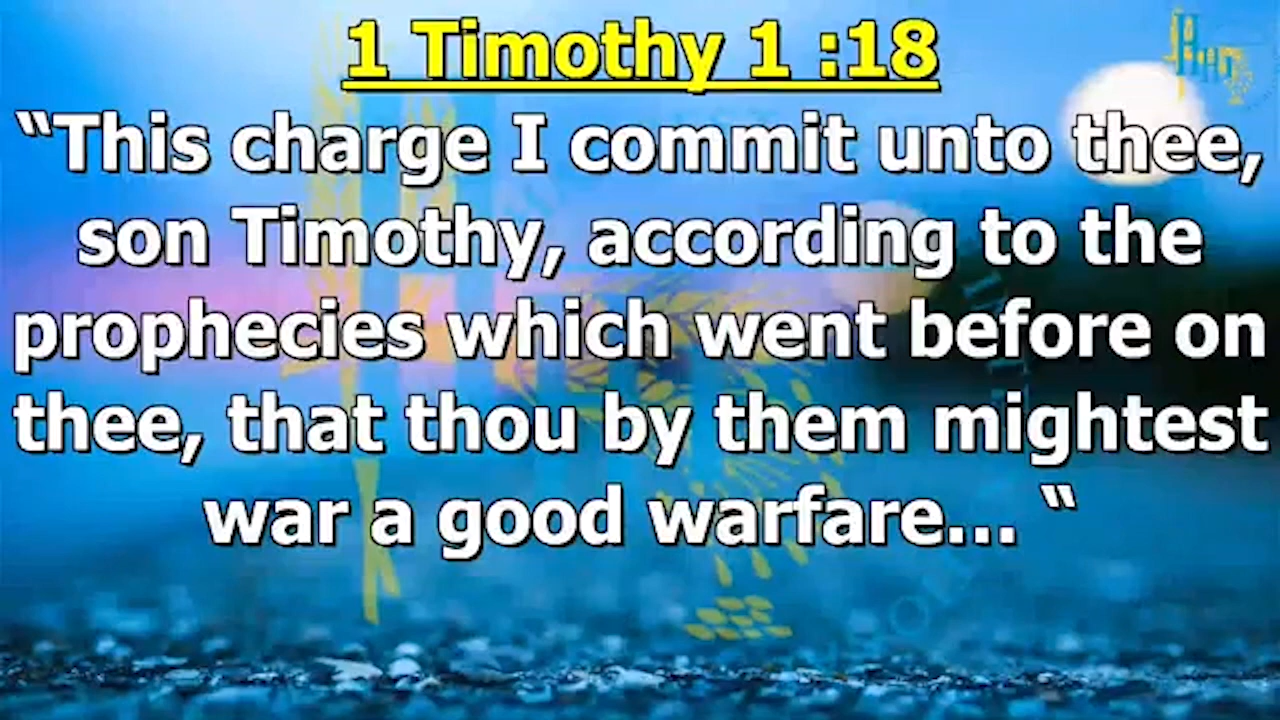 1 Timothy 1 :18
“This charge I commit unto thee,
son Timothy, according to the
prophecies which went before on
thee, that thou by them mightest
war a good warfare... “